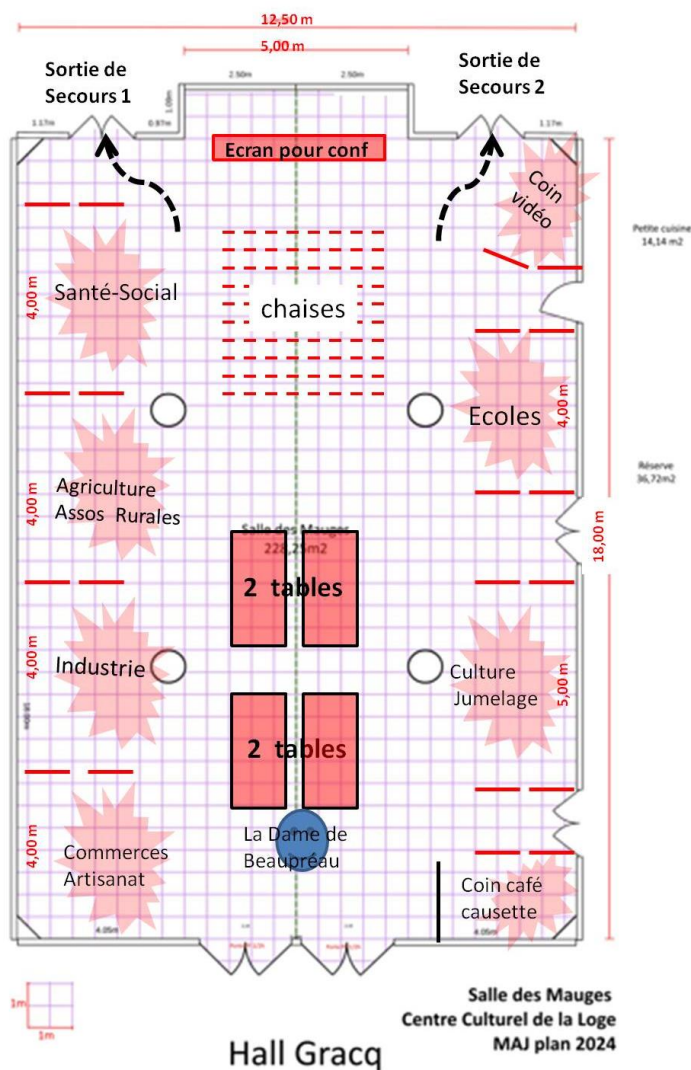 12,50 m
5,00 m
2.50m
2.50m
Sortie de
Secours 1
Sortie de
Secours 2
1.17m
0.97m
1.09m
1.17m
Ecran pour conf
Coin
vidéo
Petite cuisine
14,14 m2
Santé-Social
4,00 m
chaises
Ecoles
4,00 m
Agriculture
Assos Rurales
4,00 m
Réserve
36,72m2
Salle des Mauges
228,25m2
18,00 m
2 tables
Industrie
4,00 m
Culture
Jumelage
5,00 m
2 tables
La Dame de
Beaupréau
Commerces
Artisanat
4,00 m
Coin café
causette
4.05m
4.05m
1m
1m
Salle des Mauges
Centre Culturel de la Loge
MAJ plan 2024
Hall Gracq